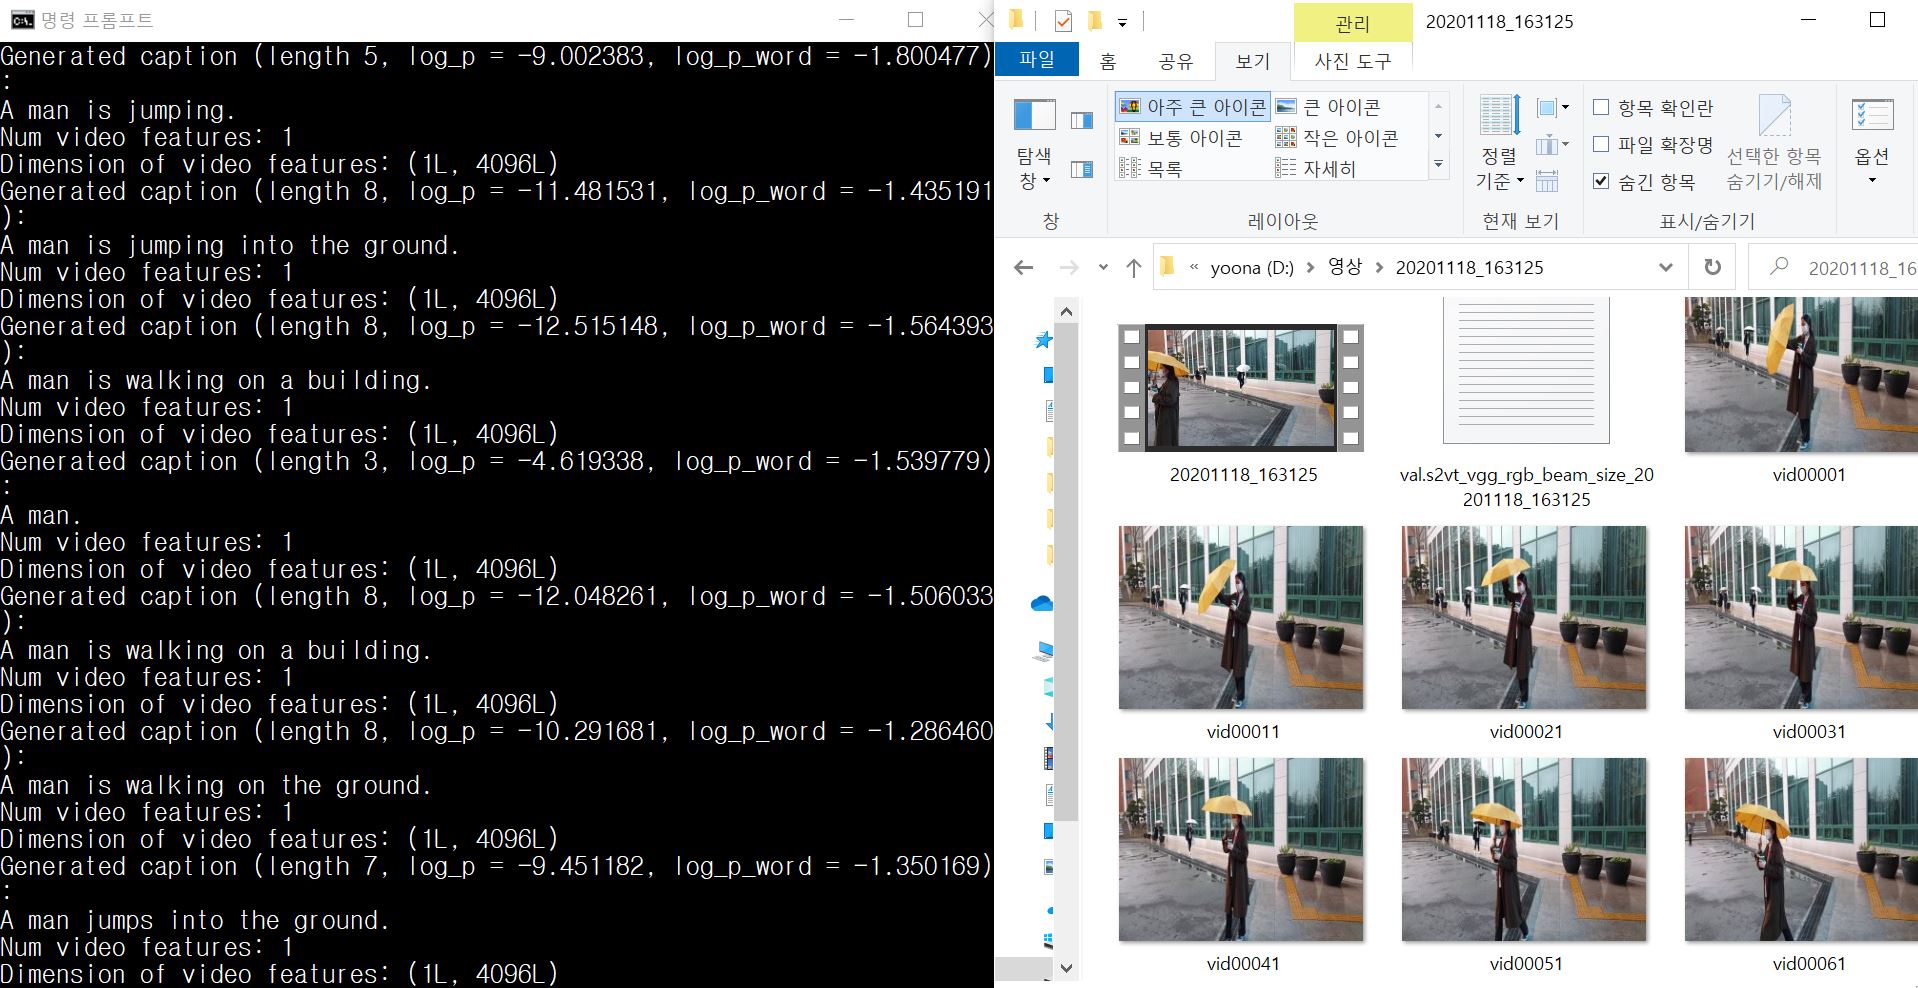 명령 프롬프트
Generated caption (length 5, log_p = -9.002383, log_p_word = -1.800477)
:
A man is jumping.
Num video features: 1
Dimension of video features: (1L, 4096L)
Generated caption (length 8, log_p = -11.481531, log_p_word = -1.435191
):
A man is jumping into the ground.
Num video features: 1
Dimension of video features: (1L, 4096L)
Generated caption (length 8, log_p = -12.515148, log_p_word = -1.564393
):
A man is walking on a building.
Num video features: 1
Dimension of video features: (1L, 4096L)
Generated caption (length 3, log_p = -4.619338, log_p_word = -1.539779)
:
A man.
Num video features: 1
Dimension of video features: (1L, 4096L)
Generated caption (length 8, log_p = -12.048261, log_p_word = -1.506033
):
A man is walking on a building.
Num video features: 1
Dimension of video features: (1L, 4096L)
Generated caption (length 8, log_p = -10.291681, log_p_word = -1.286460
):
A man is walking on the ground.
Num video features: 1
Dimension of video features: (1L, 4096L)
Generated caption (length 7, log_p = -9.451182, log_p_word = -1.350169)
:
A man jumps into the ground.
Num video features: 1
Dimension of video features: (1L, 4096L)
관리
20201118_163125
파일
홈
공유
보기
사진 도구
탐색
창
창
아주 큰 아이콘
큰 아이콘
보통 아이콘
작은 아이콘
목록
자세히
레이아웃
정렬
기준
현재 보기
항목 확인란
파일 확장명
숨긴 항목
선택한 항목
숨기기/해제
표시/숨기기
옵션
« yoona (D:) > 영상 > 20201118_163125
20201118_16
20201118_163125
val.s2vt_vgg_rgb_beam_size_20
201118_163125
vid00001
vid00011
vid00021
vid00031
vid00041
vid00051
vid00061